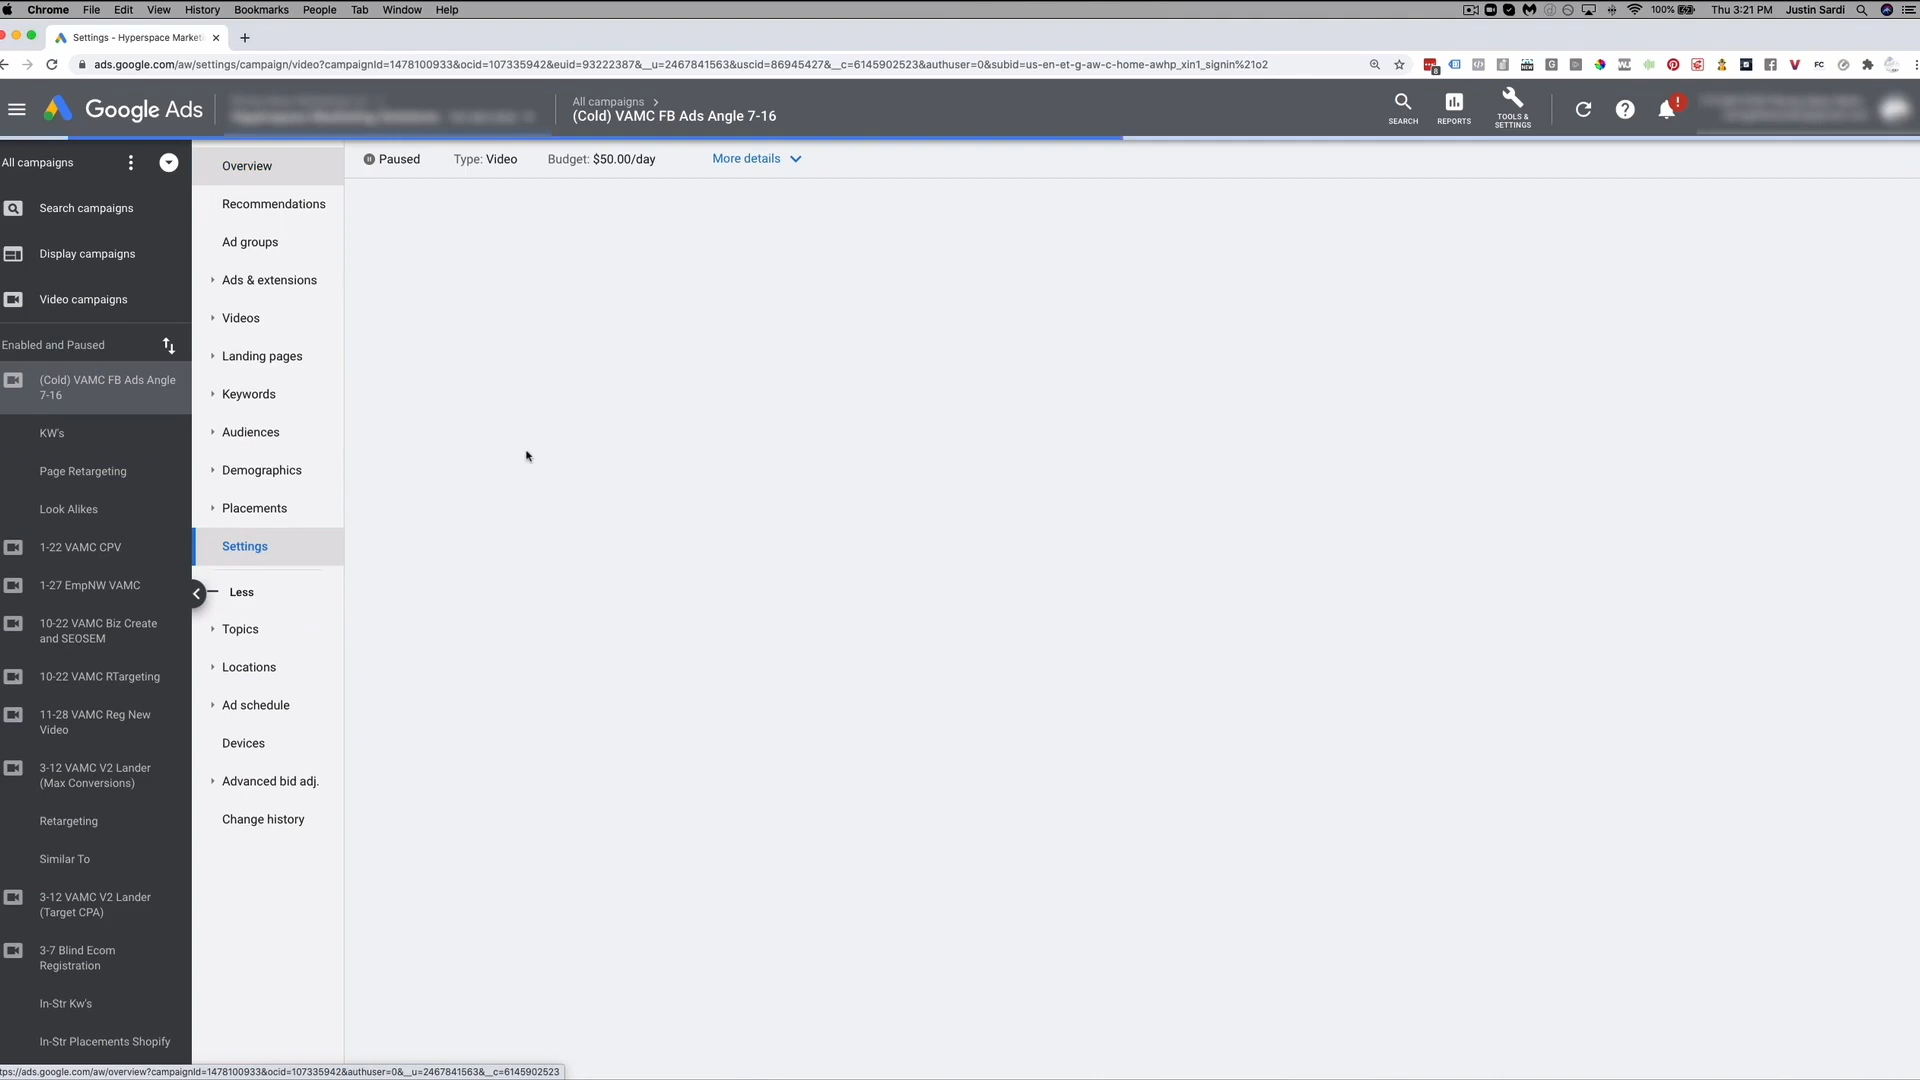 Chrome File Edit View History Bookmarks People Tab Window Help 100% Thu 3:21 PM Justin Sardi
Settings - Hyperspace Marketi
ads.google.com/aw/settings/campaign/video?campaignId=1478100933&ocid=107335942&euid=93222387&__u=2467841563&uscid=86945427&__c=6145902523&authuser=0&subid=us-en-et-g-aw-c-home-awhp_xin1_signin%21o2
Google Ads
All campaigns
(Cold) VAMC FB Ads Angle 7-16
SEARCH
REPORTS
TOOLS &
SETTINGS
All campaigns
Search campaigns
Display campaigns
Video campaigns
Enabled and Paused
(Cold) VAMC FB Ads Angle
7-16
KW's
Page Retargeting
Look Alikes
1-22 VAMC CPV
1-27 EmpNW VAMC
10-22 VAMC Biz Create
and SEOSEM
10-22 VAMC RTargeting
11-28 VAMC Reg New
Video
3-12 VAMC V2 Lander
(Max Conversions)
Retargeting
Similar To
3-12 VAMC V2 Lander
(Target CPA)
3-7 Blind Ecom
Registration
In-Str Kw's
In-Str Placements Shopify
Overview
Recommendations
Ad groups
Ads & extensions
Videos
Landing pages
Keywords
Audiences
Demographics
Placements
Settings
Less
Topics
Locations
Ad schedule
Devices
Advanced bid adj.
Change history
Paused Type: Video Budget: $50.00/day More details
tps://ads.google.com/aw/overview?campaignId=1478100933&ocid=107335942&authuser=0&__u=2467841563&__c=6145902523